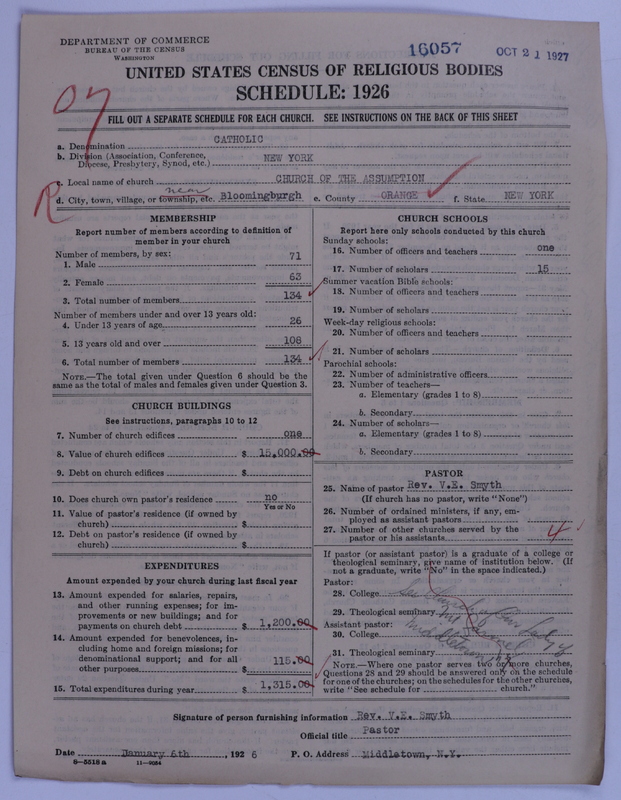 DEPARTMENT OF COMMERCE
BUREAU OF THE CENSUS
WASHINGTON
16057
OCT 21 1927
UNITED STATES CENSUS OF RELIGIOUS BODIES
SCHEDULE: 1926
FILL OUT A SEPARATE SCHEDULE FOR EACH CHURCH. SEE INSTRUCTIONS ON THE BACK OF THIS SHEET
a. Denomination CATHOLIC
b. Division (Association, Conference, Diocese, Presbytery, Synod, etc.) NEW YORK
c. Local name of church CHURCH OF THE ASSUMPTION
near
d. City, town, village, or township, etc. Bloomingburgh e. County ORANGE f. State NEW YORK
R
MEMBERSHIP
Report number of members according to definition of
member in your church
Number of members, by sex:
1. Male 71
2. Female 63
3. Total number of members 134
Number of members under and over 13 years old:
4. Under 13 years of age 26
5. 13 years old and over 108
6. Total number of members 134
NOTE.—The total given under Question 6 should be
same as the total of males and females given under Question 3.
CHURCH BUILDINGS
See instructions, paragraphs 10 to 12
7. Number of church edifices one
8. Value of church edifices $ 15,000.00
9. Debt on church edifices $
10. Does church own pastor's residence no
Yes or No
11. Value of pastor's residence (if owned by
church) $
12. Debt on pastor's residence (if owned by
church) $
EXPENDITURES
Amount expended by your church during last fiscal year
13. Amount expended for salaries, repairs,
and other running expenses; for im-
provements or new buildings; and for
payments on church debt $ 1,200.00
14. Amount expended for benevolences, in-
cluding home and foreign missions; for
denominational support; and for all
other purposes $ 115.00
15. Total expenditures during year $ 1,315.00
CHURCH SCHOOLS
Report here only schools conducted by this church
Sunday schools:
16. Number of officers and teachers one
17. Number of scholars 15
Summer vacation Bible schools:
18. Number of officers and teachers
19. Number of scholars
Week-day religious schools:
20. Number of officers and teachers
21. Number of scholars
Parochial schools:
22. Number of administrative officers
23. Number of teachers—
a. Elementary (grades 1 to 8)
b. Secondary
24. Number of scholars—
a. Elementary (grades 1 to 8)
b. Secondary
PASTOR
25. Name of pastor Rev. V.E. Smyth
(If church has no pastor, write "None")
26. Number of ordained ministers, if any, em-
ployed as assistant pastors
27. Number of other churches served by the
pastor or his assistants 4
If pastor (or assistant pastor) is a graduate of a college or
theological seminary, give name of institution below. (If
not a graduate, write "No" in the space indicated.)
Pastor:
28. College
29. Theological seminary
Assistant pastor:
30. College
31. Theological seminary
See Our Lady of
Mt Carmel
Middletown
NOTE.—Where one pastor serves two or more churches,
Questions 28 and 29 should be answered only on the schedule
for one of the churches; on the schedules for the other churches,
write "See schedule for church."
Signature of person furnishing information Rev. V.E. Smyth
Official title Pastor
Date January 6th, 1926 P. O. Address Middletown, N.Y.
8—5518 a 11—9034